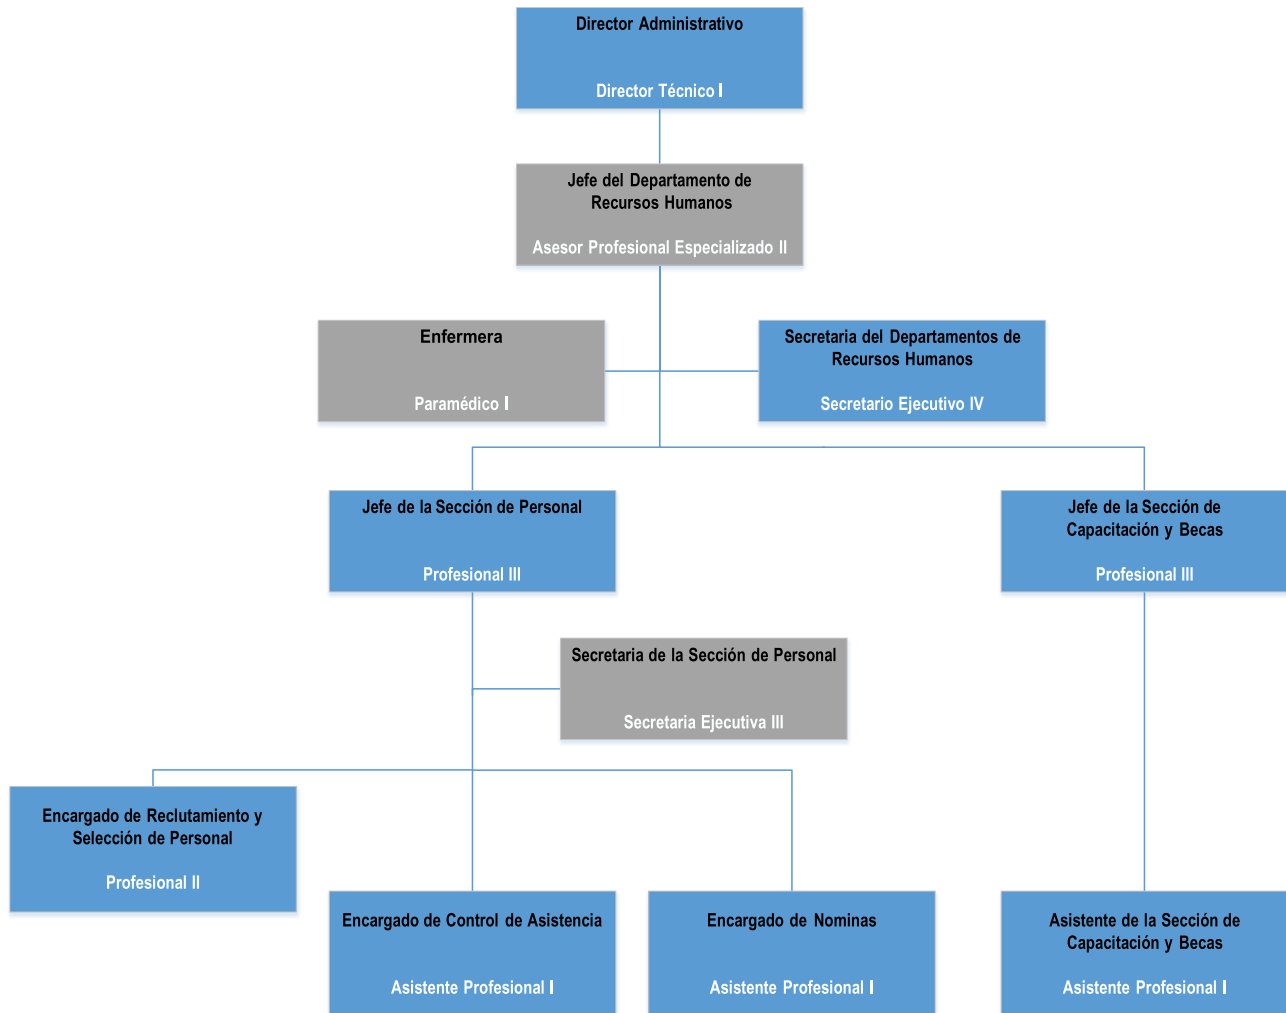 Director Administrativo
Director Técnico I
Jefe del Departamento de
Recursos Humanos
Asesor Profesional Especializado II
Enfermera
Paramédico I
Secretaria del Departamentos de
Recursos Humanos
Secretario Ejecutivo IV
Jefe de la Sección de Personal
Profesional III
Jefe de la Sección de
Capacitación y Becas
Profesional III
Secretaria de la Sección de Personal
Secretaria Ejecutiva III
Encargado de Reclutamiento y
Selección de Personal
Profesional II
Encargado de Control de Asistencia
Asistente Profesional I
Encargado de Nominas
Asistente Profesional I
Asistente de la Sección de
Capacitación y Becas
Asistente Profesional I